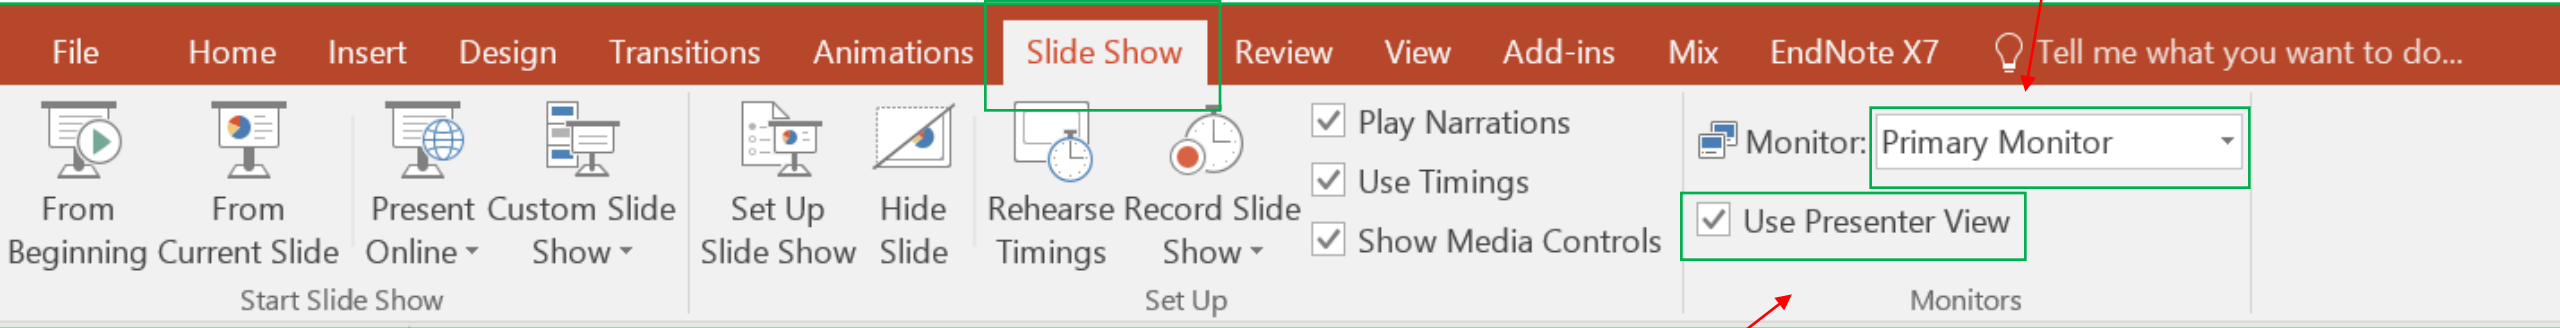 File Home Insert Design Transitions Animations Slide Show Review View Add-ins Mix EndNote X7 Tell me what you want to do...
From Beginning
From Current Slide
Present Online
Custom Slide Show
Start Slide Show
Set Up Slide Show
Hide Slide
Rehearse Timings
Record Slide Show
Play Narrations
Use Timings
Show Media Controls
Set Up
Monitor: Primary Monitor
Use Presenter View
Monitors